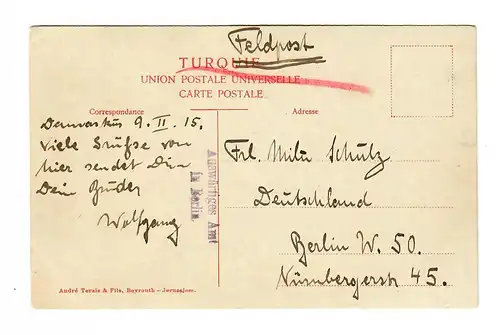 Feldpost
TURQUIE
UNION POSTALE UNIVERSELLE
CARTE POSTALE
Correspondance
Adresse
Damaskus 9. II. 15.
Viele Grüsse von
hier sendet Dir
Dein Bruder
Wolfgang
Auswärtiges Amt
in Berlin.
Frl. Milu Schulz
Deutschland
Berlin W. 50.
Nürnbergerstr 45.
André Terzis & Fils, Beyrouth - Jerusalem.